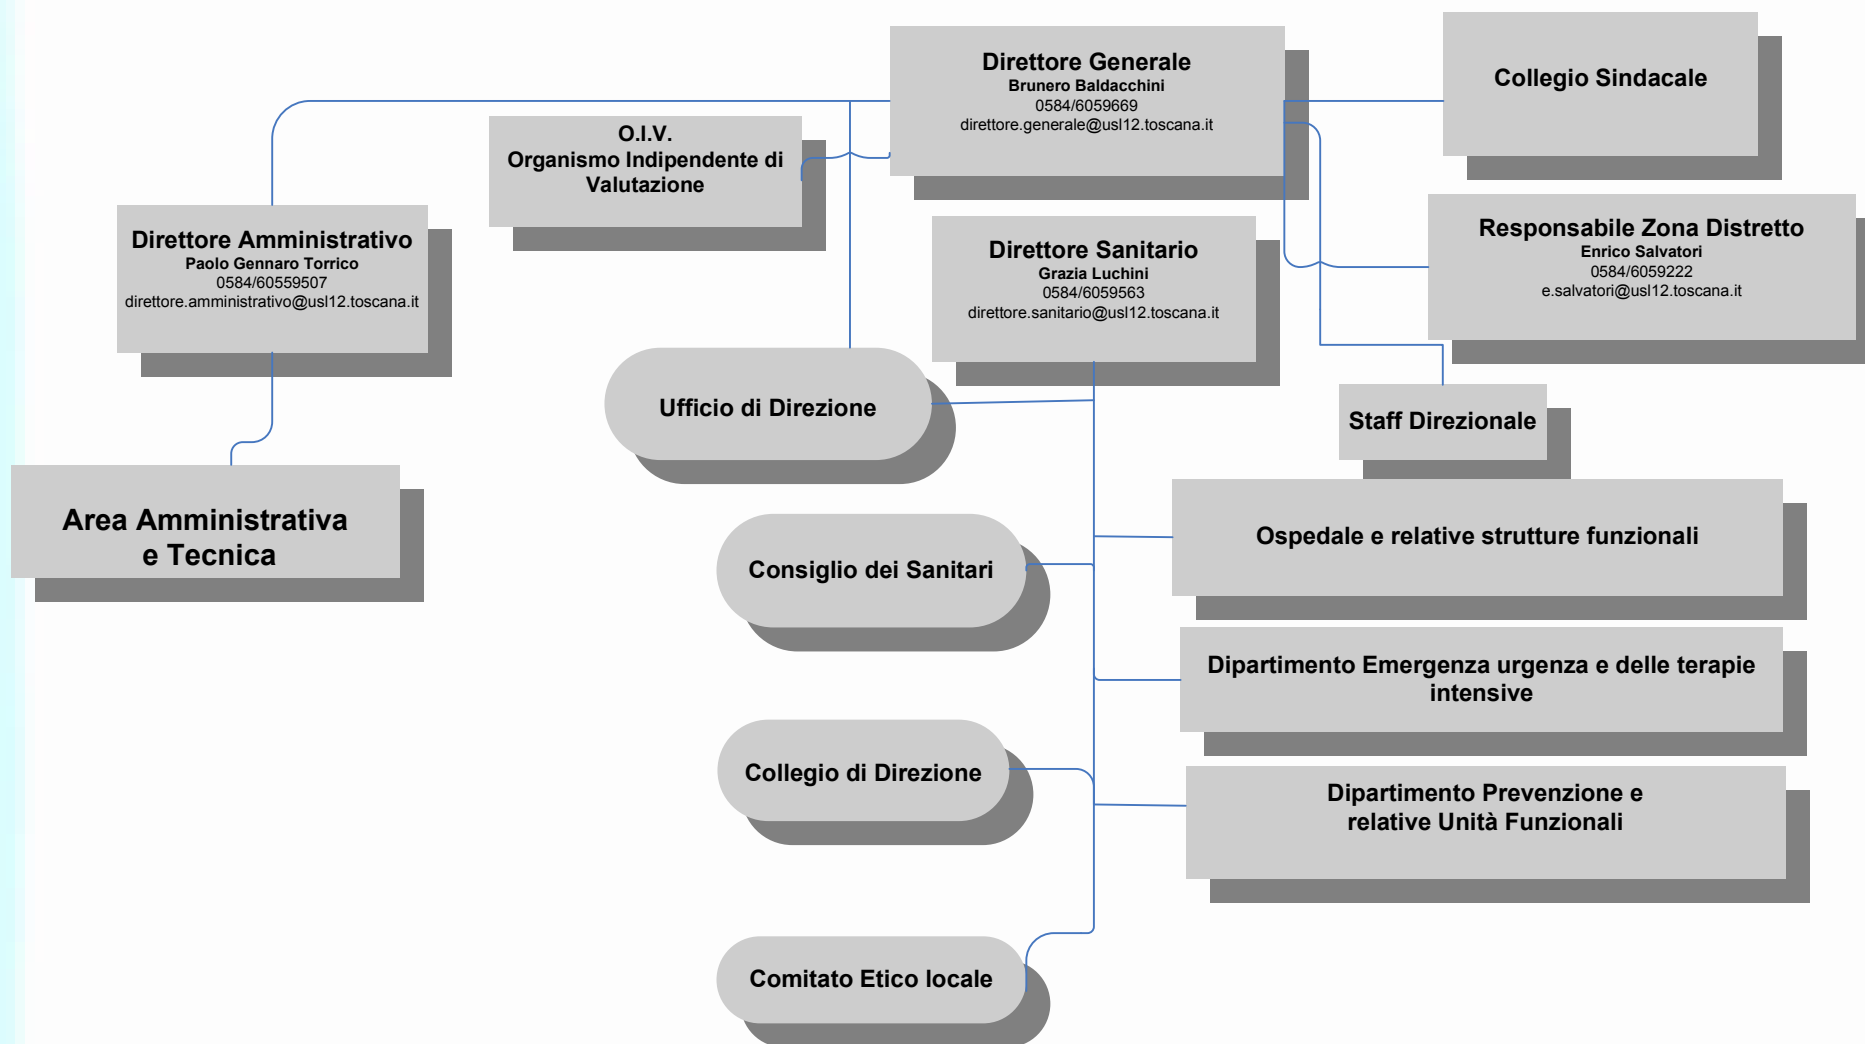 Direttore Generale
Brunero Baldacchini
0584/6059669
direttore.generale@usl12.toscana.it
Collegio Sindacale
O.I.V.
Organismo Indipendente di
Valutazione
Direttore Amministrativo
Paolo Gennaro Torrico
0584/60559507
direttore.amministrativo@usl12.toscana.it
Direttore Sanitario
Grazia Luchini
0584/6059563
direttore.sanitario@usl12.toscana.it
Responsabile Zona Distretto
Enrico Salvatori
0584/6059222
e.salvatori@usl12.toscana.it
Ufficio di Direzione
Staff Direzionale
Area Amministrativa
e Tecnica
Ospedale e relative strutture funzionali
Consiglio dei Sanitari
Dipartimento Emergenza urgenza e delle terapie
intensive
Collegio di Direzione
Dipartimento Prevenzione e
relative Unità Funzionali
Comitato Etico locale